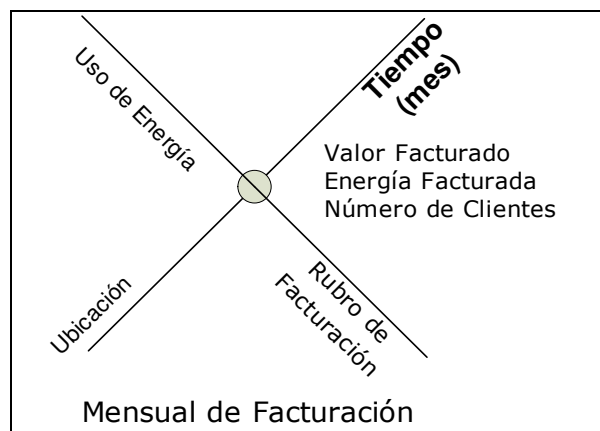 Uso de Energía
Tiempo
(mes)
Valor Facturado
Energía Facturada
Número de Clientes
Ubicación
Rubro de
Facturación
Mensual de Facturación